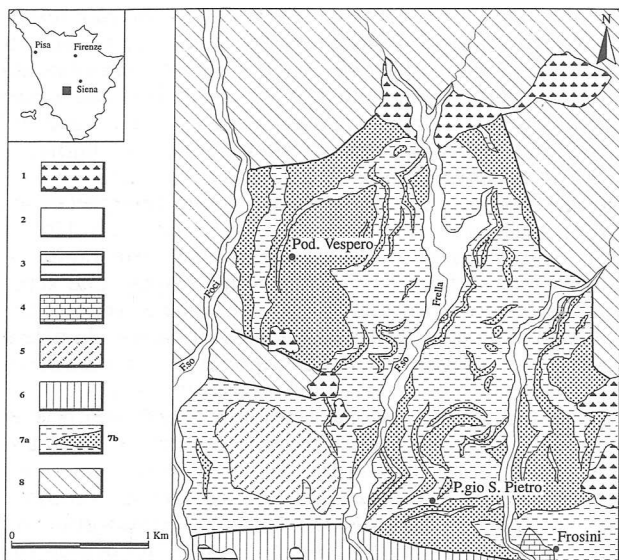 Pisa
Firenze
Siena
N
1
2
3
4
5
6
7a
7b
8
0
1 Km
Pod. Vespero
Foci
F.so
Frella
F.so
P.gio S. Pietro
Frosini